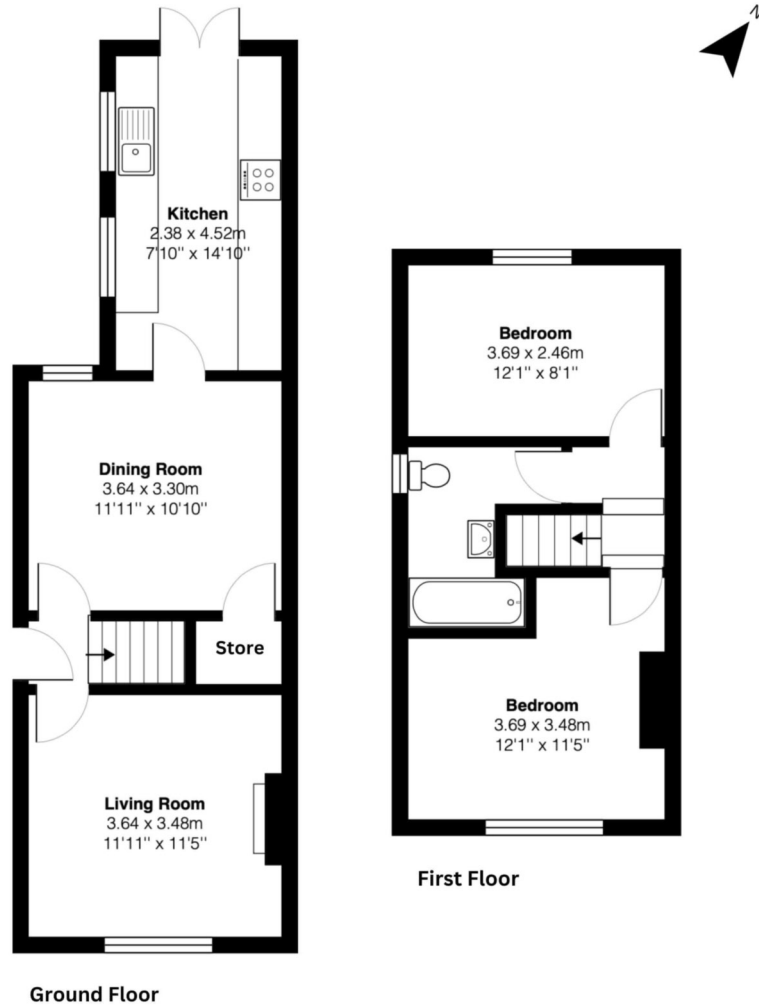 N
Kitchen
2.38 x 4.52m
7'10" x 14'10"
Dining Room
3.64 x 3.30m
11'11" x 10'10"
Store
Living Room
3.64 x 3.48m
11'11" x 11'5"
Ground Floor
Bedroom
3.69 x 2.46m
12'1" x 8'1"
Bedroom
3.69 x 3.48m
12'1" x 11'5"
First Floor